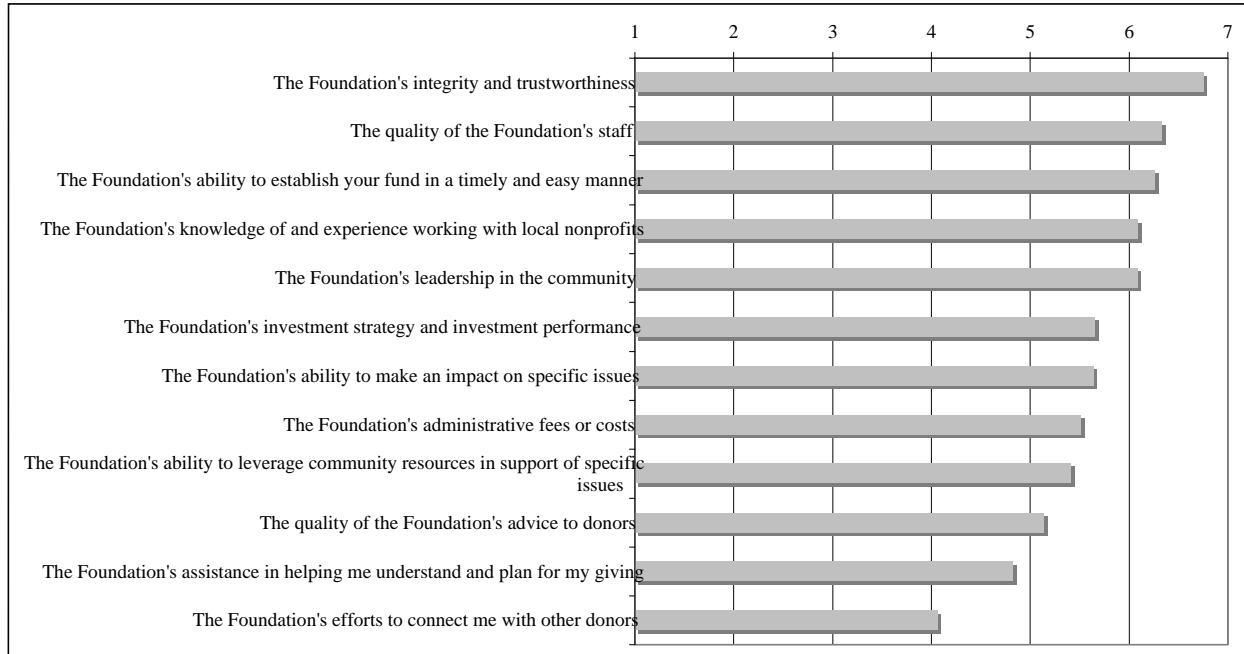 1 2 3 4 5 6 7
The Foundation's integrity and trustworthiness
The quality of the Foundation's staff
The Foundation's ability to establish your fund in a timely and easy manner
The Foundation's knowledge of and experience working with local nonprofits
The Foundation's leadership in the community
The Foundation's investment strategy and investment performance
The Foundation's ability to make an impact on specific issues
The Foundation's administrative fees or costs
The Foundation's ability to leverage community resources in support of specific
issues
The quality of the Foundation's advice to donors
The Foundation's assistance in helping me understand and plan for my giving
The Foundation's efforts to connect me with other donors